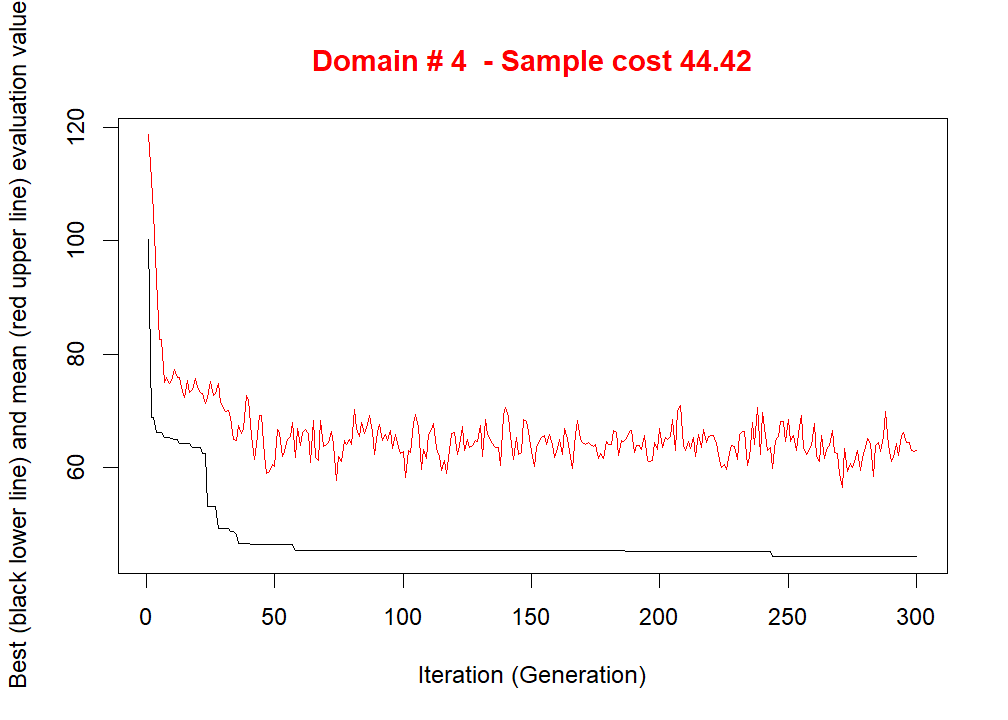 Domain # 4 - Sample cost 44.42
Best (black lower line) and mean (red upper line) evaluation value
120
100
80
60
0 50 100 150 200 250 300
Iteration (Generation)